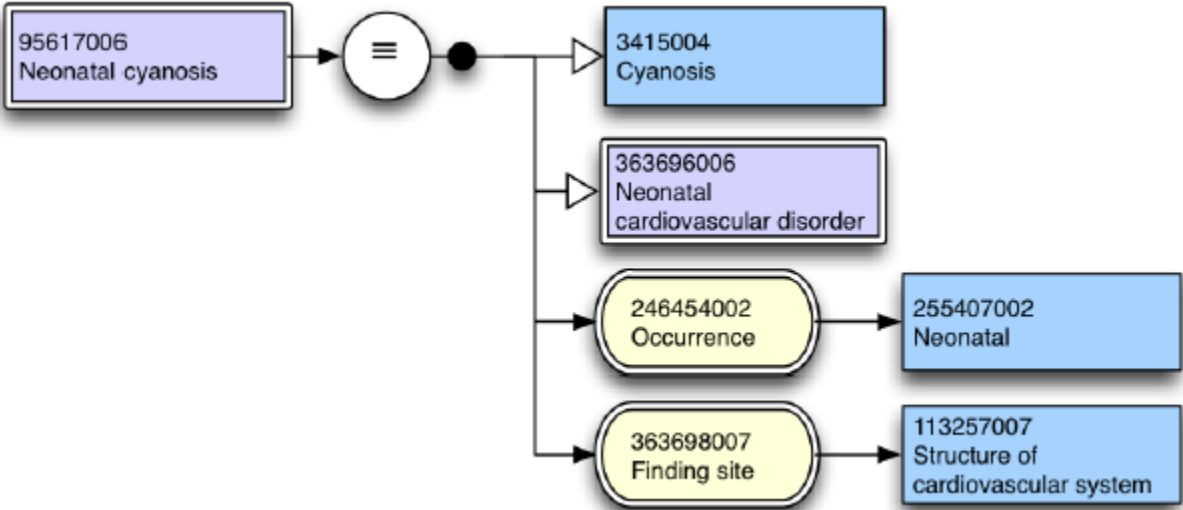 95617006
Neonatal cyanosis
≡
3415004
Cyanosis
363696006
Neonatal
cardiovascular disorder
246454002
Occurrence
255407002
Neonatal
363698007
Finding site
113257007
Structure of
cardiovascular system